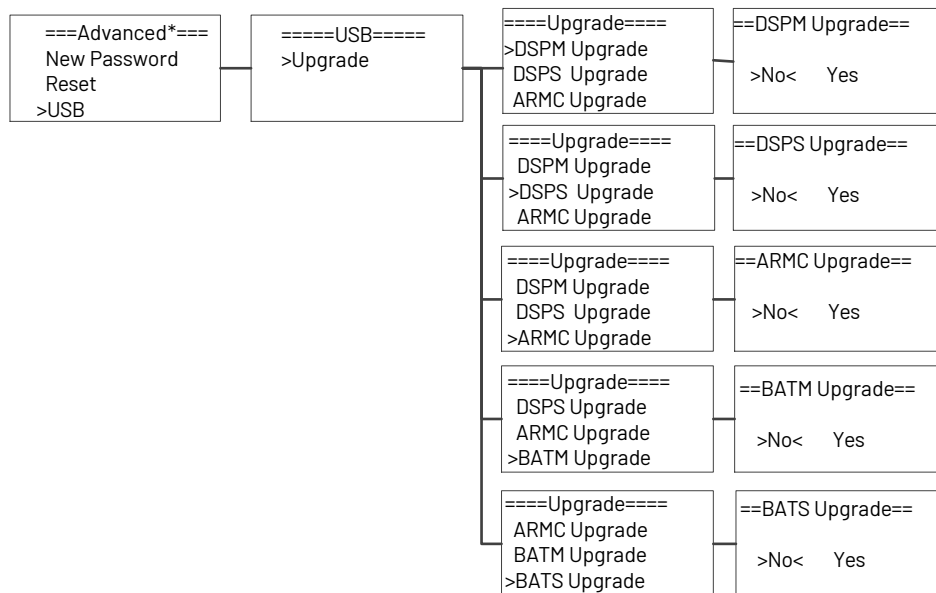 ===Advanced*===
New Password
Reset
>USB
=====USB=====
>Upgrade
====Upgrade====
>DSPM Upgrade
DSPS Upgrade
ARMC Upgrade
==DSPM Upgrade==
>No< Yes
====Upgrade====
DSPM Upgrade
>DSPS Upgrade
ARMC Upgrade
==DSPS Upgrade==
>No< Yes
====Upgrade====
DSPM Upgrade
DSPS Upgrade
>ARMC Upgrade
==ARMC Upgrade==
>No< Yes
====Upgrade====
DSPS Upgrade
ARMC Upgrade
>BATM Upgrade
==BATM Upgrade==
>No< Yes
====Upgrade====
ARMC Upgrade
BATM Upgrade
>BATS Upgrade
==BATS Upgrade==
>No< Yes